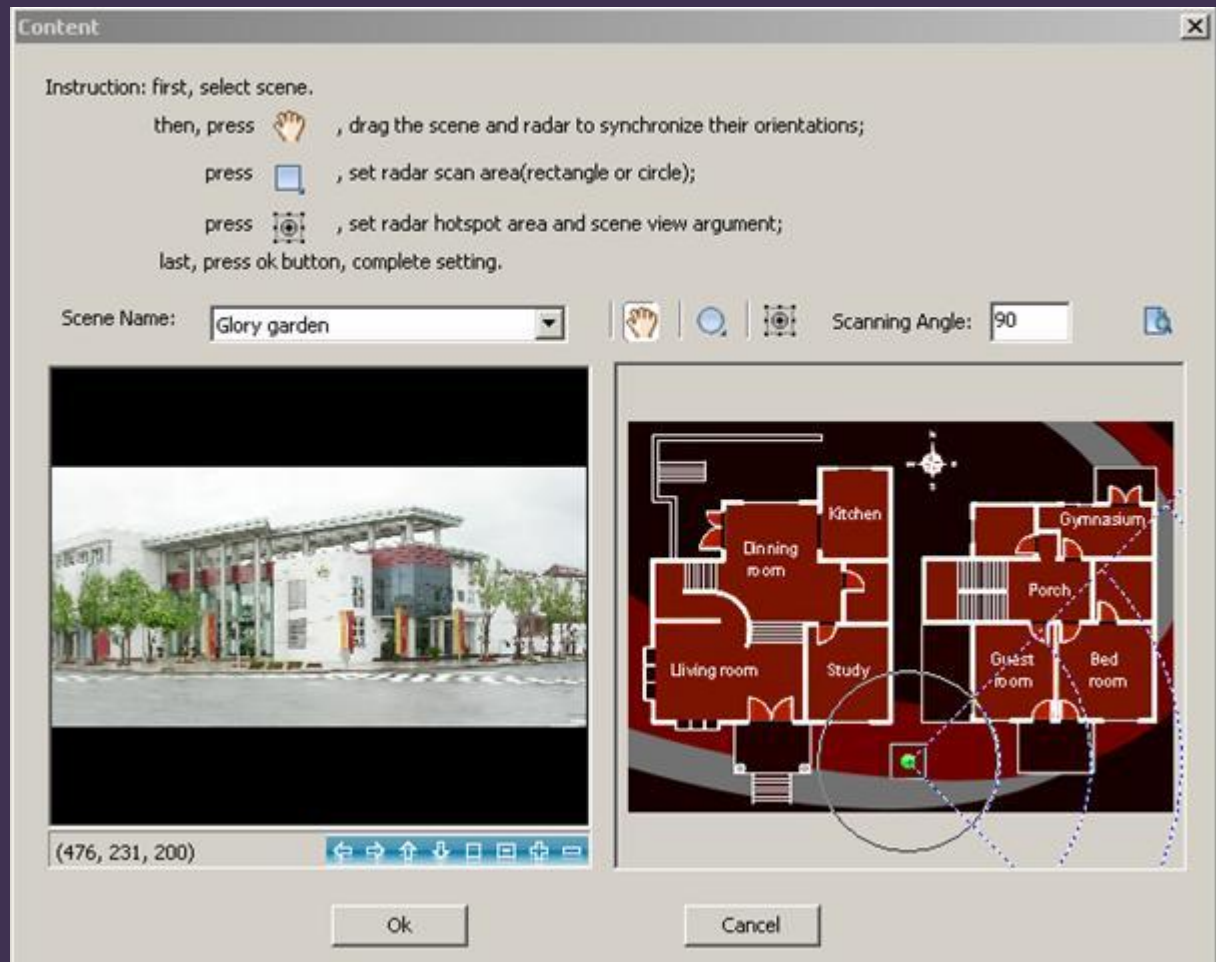 Content
Instruction: first, select scene.
then, press , drag the scene and radar to synchronize their orientations;
press , set radar scan area(rectangle or circle);
press , set radar hotspot area and scene view argument;
last, press ok button, complete setting.
Scene Name:
Glory garden
Scanning Angle:
90
Kitchen
Dinning
room
Living room
Study
Gymnasium
Porch
Guest
room
Bed
room
(476, 231, 200)
Ok
Cancel